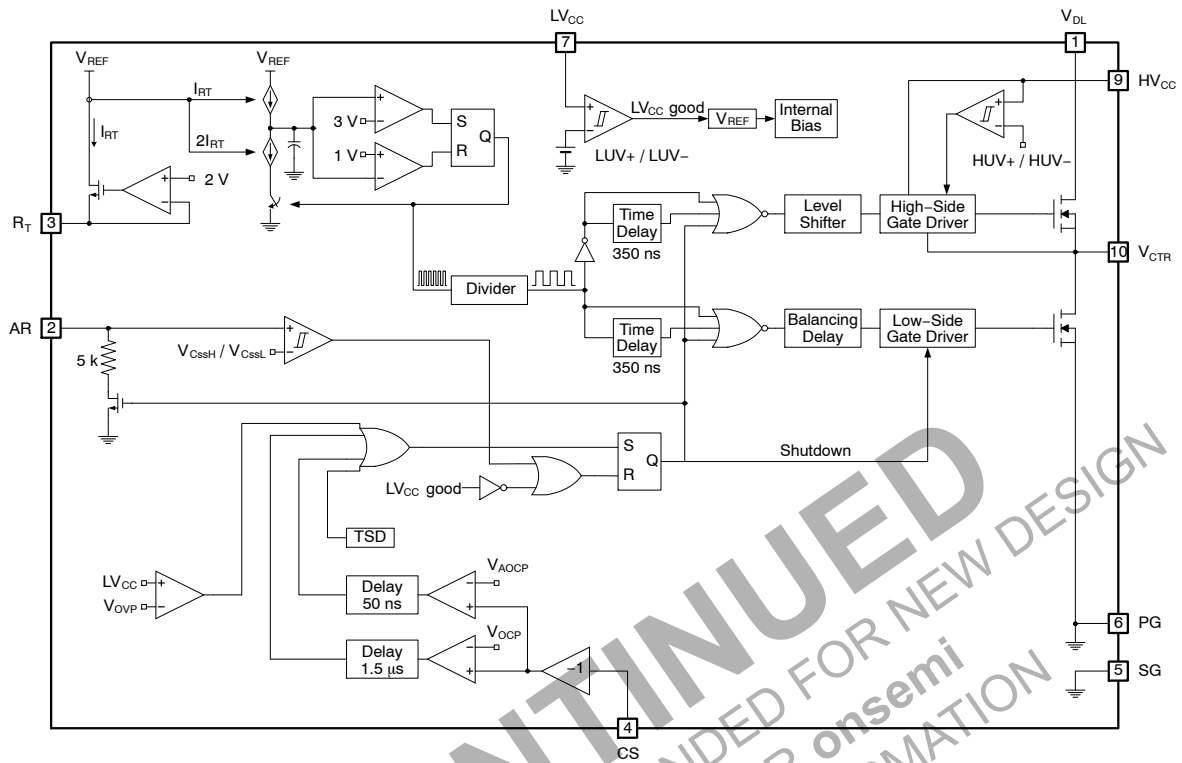 LVCC
VDL
7
1
VREF
VREF
IRT
IRT
2IRT
3 V
1 V
S
R
Q
2 V
RT
3
LVCC good
VREF
Internal
Bias
LUV+ / LUV−
9
HVCC
HUV+ / HUV−
Time
Delay
350 ns
Level
Shifter
High−Side
Gate Driver
10
VCTR
Divider
Time
Delay
350 ns
Balancing
Delay
Low−Side
Gate Driver
AR
2
5 k
VCssH / VCssL
S
R
Q
Shutdown
LVCC good
TSD
LVCC
VOVP
Delay
50 ns
VAOCP
Delay
1.5 μs
VOCP
−1
6
PG
5
SG
4
CS
NTINUED
NDED FOR NEW DESIGN
R onsemi
OMATION